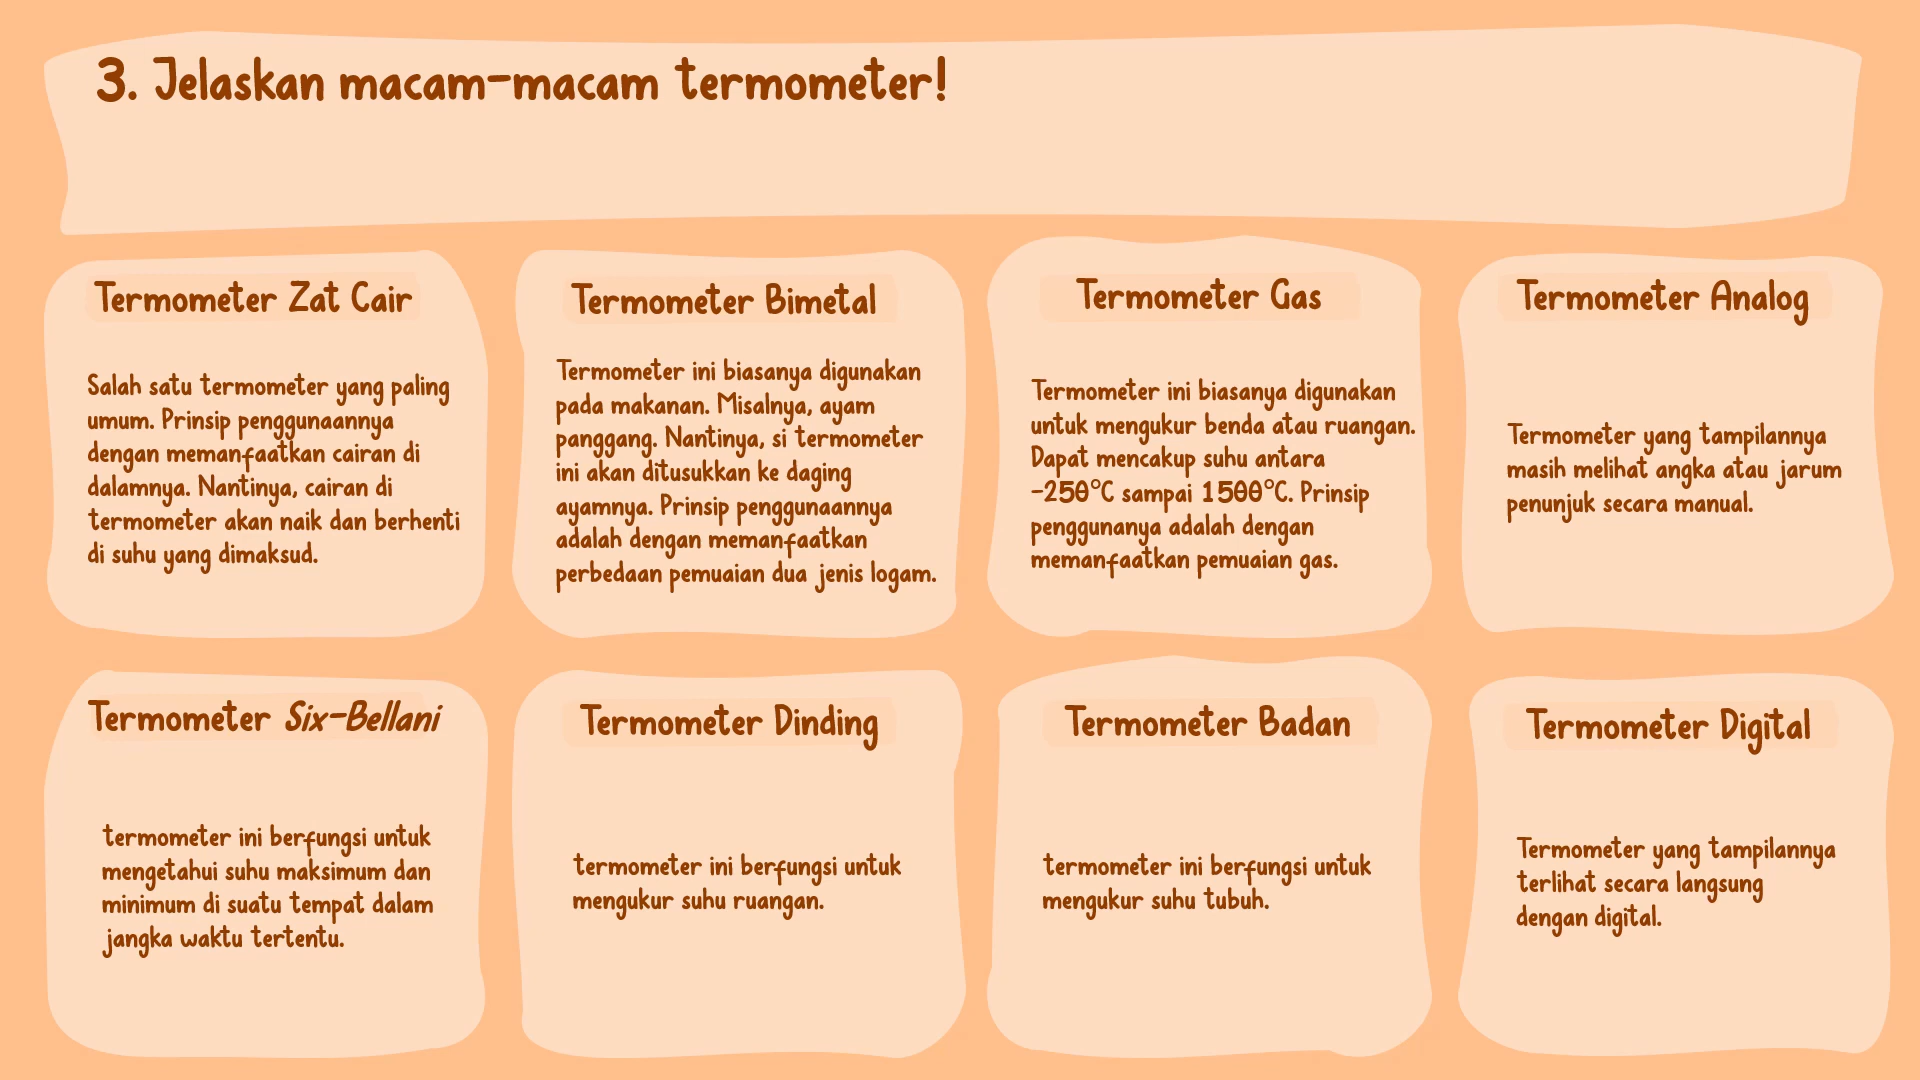 3. Jelaskan macam-macam termometer!
Termometer Zat Cair
Salah satu termometer yang paling
umum. Prinsip penggunaannya
dengan memanfaatkan cairan di
dalamnya. Nantinya, cairan di
termometer akan naik dan berhenti
di suhu yang dimaksud.
Termometer Bimetal
Termometer ini biasanya digunakan
pada makanan. Misalnya, ayam
panggang. Nantinya, si termometer
ini akan ditusukkan ke daging
ayamnya. Prinsip penggunaannya
adalah dengan memanfaatkan
perbedaan pemuaian dua jenis logam.
Termometer Gas
Termometer ini biasanya digunakan
untuk mengukur benda atau ruangan.
Dapat mencakup suhu antara
-250°C sampai 1500°C. Prinsip
penggunanya adalah dengan
memanfaatkan pemuaian gas.
Termometer Analog
Termometer yang tampilannya
masih melihat angka atau jarum
penunjuk secara manual.
Termometer Six-Bellani
termometer ini berfungsi untuk
mengetahui suhu maksimum dan
minimum di suatu tempat dalam
jangka waktu tertentu.
Termometer Dinding
termometer ini berfungsi untuk
mengukur suhu ruangan.
Termometer Badan
termometer ini berfungsi untuk
mengukur suhu tubuh.
Termometer Digital
Termometer yang tampilannya
terlihat secara langsung
dengan digital.